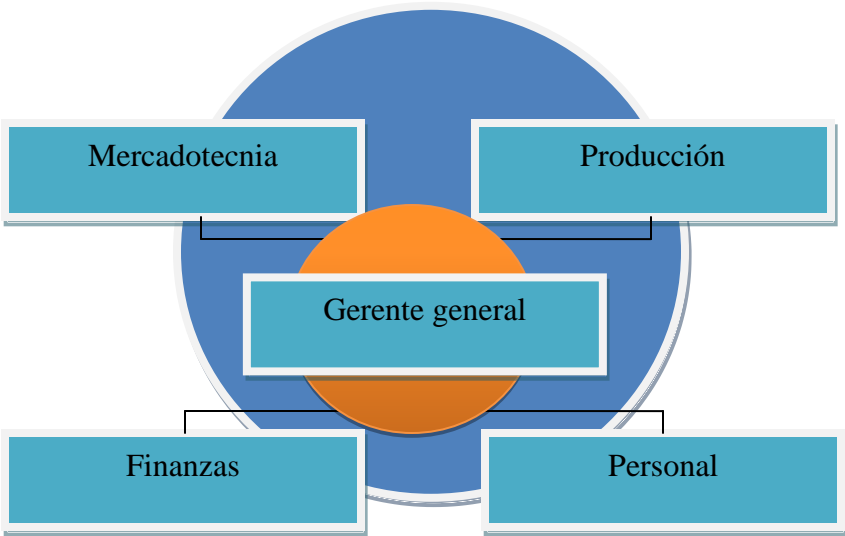 Mercadotecnia
Producción
Gerente general
Finanzas
Personal